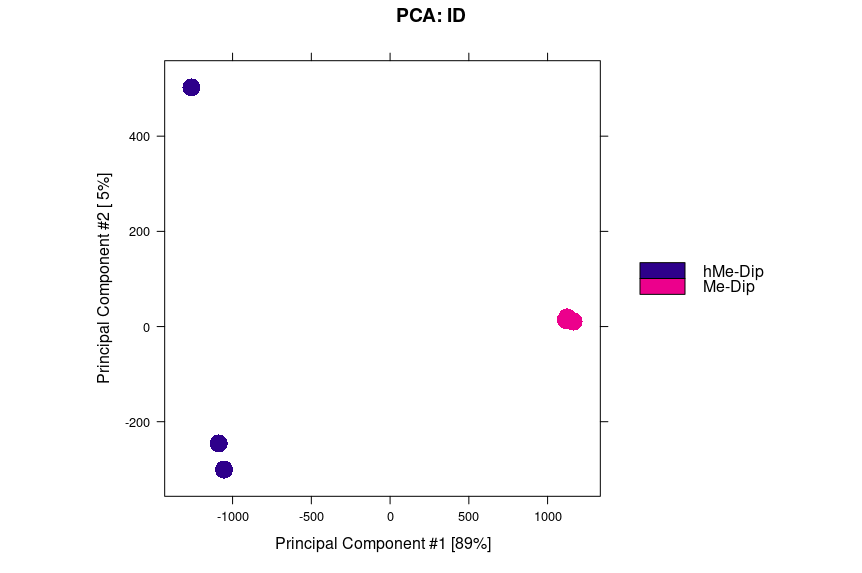 PCA: ID
Principal Component #2 [ 5%]
400
200
0
-200
-1000
-500
0
500
1000
Principal Component #1 [89%]
hMe-Dip
Me-Dip